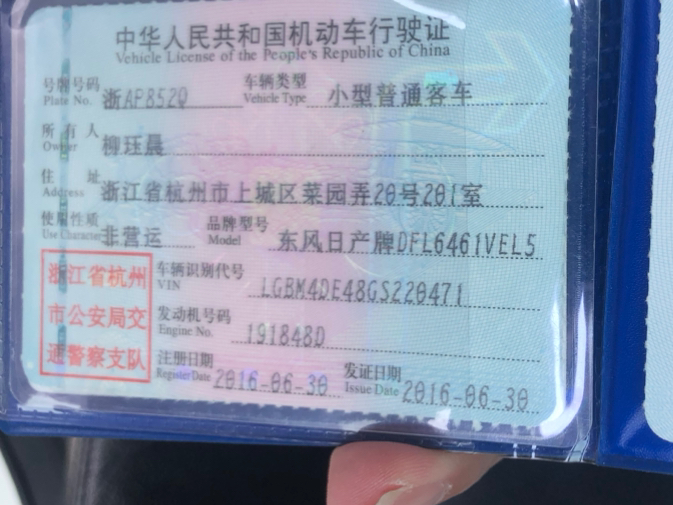 中华人民共和国机动车行驶证
Vehicle License of the People's Republic of China
号牌号码 Plate No. 浙AP852Q 车辆类型 Vehicle Type 小型普通客车
所有人 Owner 柳珏晨
住址 Address 浙江省杭州市上城区菜园弄20号201室
使用性质 Use Character 非营运 品牌型号 Model 东风日产牌DFL6461VEL5
浙江省杭州
市公安局交
通警察支队
车辆识别代号 VIN LGBM4DE48GS220471
发动机号码 Engine No. 191848D
注册日期 Register Date 2016-06-30 发证日期 Issue Date 2016-06-30